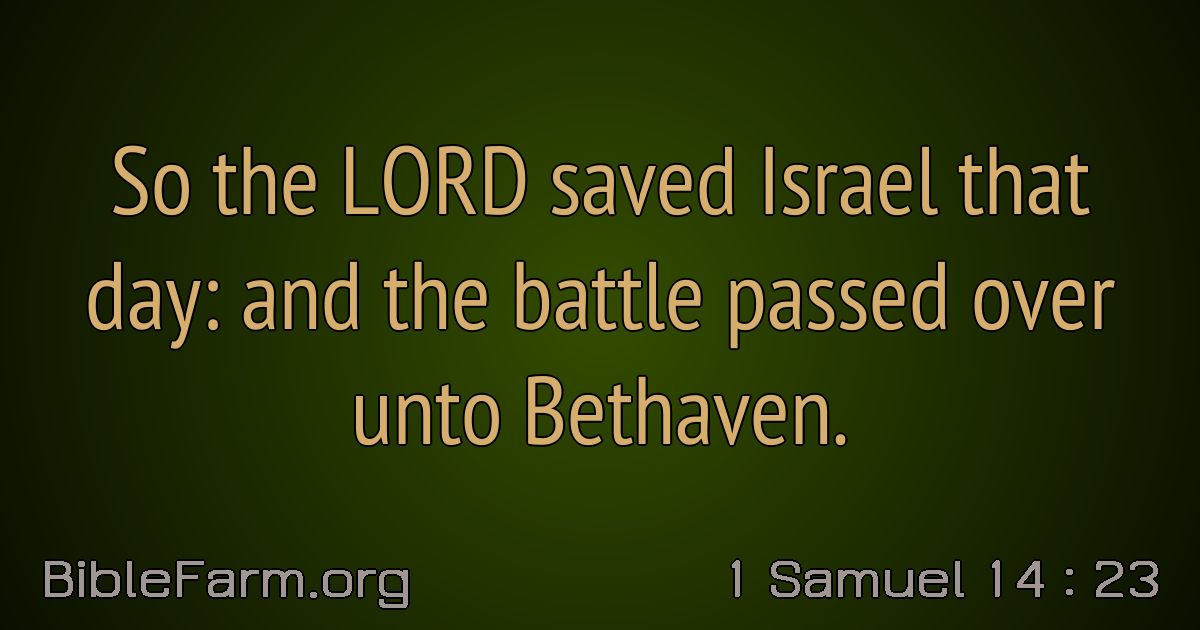 So the LORD saved Israel that
day: and the battle passed over
unto Bethaven.
BibleFarm.org
1 Samuel 14 : 23